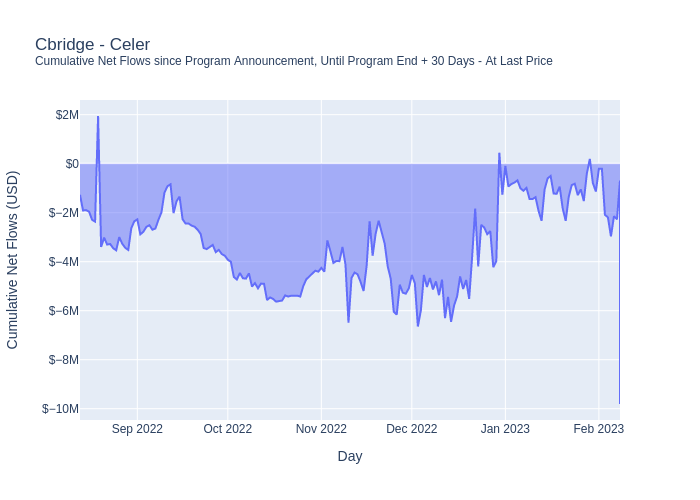 Cbridge - Celer
Cumulative Net Flows since Program Announcement, Until Program End + 30 Days - At Last Price
Cumulative Net Flows (USD)
$2M
$0
$−2M
$−4M
$−6M
$−8M
$−10M
Sep 2022
Oct 2022
Nov 2022
Dec 2022
Jan 2023
Feb 2023
Day